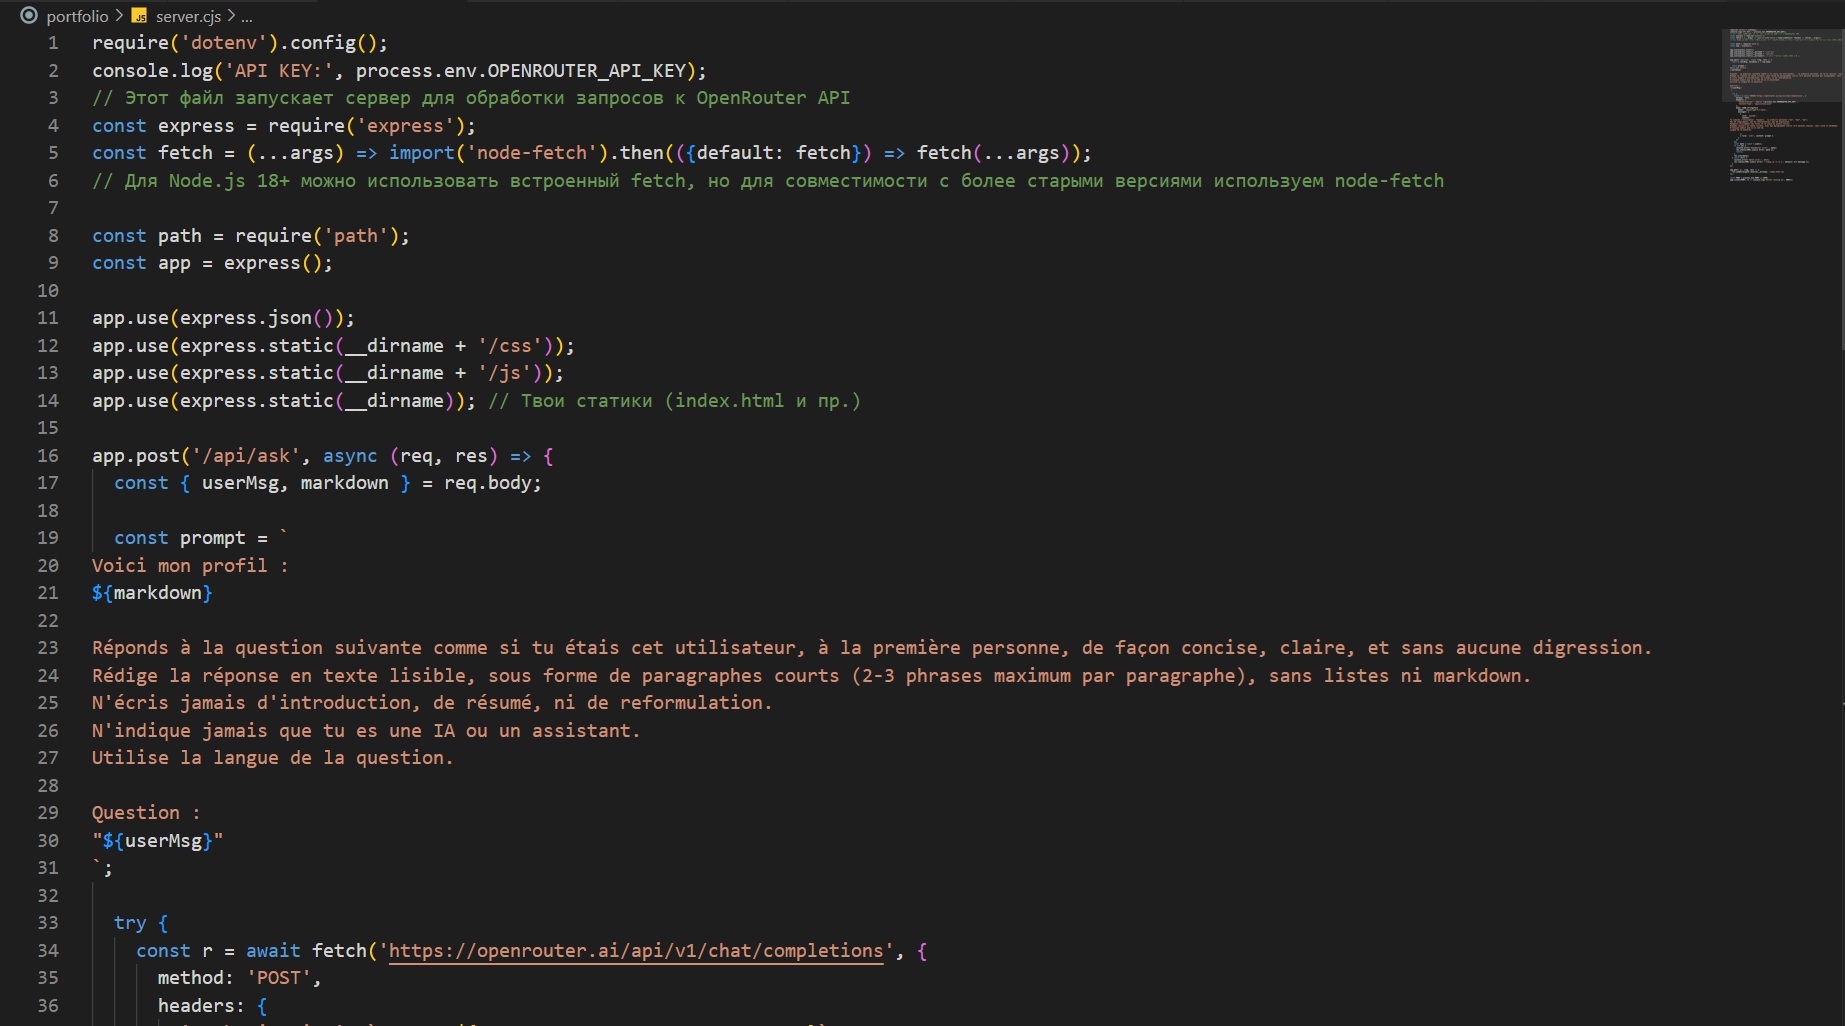 portfolio > JS server.cjs > ...
1 require('dotenv').config();
2 console.log('API KEY:', process.env.OPENROUTER_API_KEY);
3 // Этот файл запускает сервер для обработки запросов к OpenRouter API
4 const express = require('express');
5 const fetch = (...args) => import('node-fetch').then(({default: fetch}) => fetch(...args));
6 // Для Node.js 18+ можно использовать встроенный fetch, но для совместимости с более старыми версиями используем node-fetch
7
8 const path = require('path');
9 const app = express();
10
11 app.use(express.json());
12 app.use(express.static(__dirname + '/css'));
13 app.use(express.static(__dirname + '/js'));
14 app.use(express.static(__dirname)); // Твои статики (index.html и пр.)
15
16 app.post('/api/ask', async (req, res) => {
17 const { userMsg, markdown } = req.body;
18
19 const prompt = `
20 Voici mon profil :
21 ${markdown}
22
23 Réponds à la question suivante comme si tu étais cet utilisateur, à la première personne, de façon concise, claire, et sans aucune digression.
24 Rédige la réponse en texte lisible, sous forme de paragraphes courts (2-3 phrases maximum par paragraphe), sans listes ni markdown.
25 N'écris jamais d'introduction, de résumé, ni de reformulation.
26 N'indique jamais que tu es une IA ou un assistant.
27 Utilise la langue de la question.
28
29 Question :
30 "${userMsg}"
31 `;
32
33 try {
34 const r = await fetch('https://openrouter.ai/api/v1/chat/completions', {
35 method: 'POST',
36 headers: {